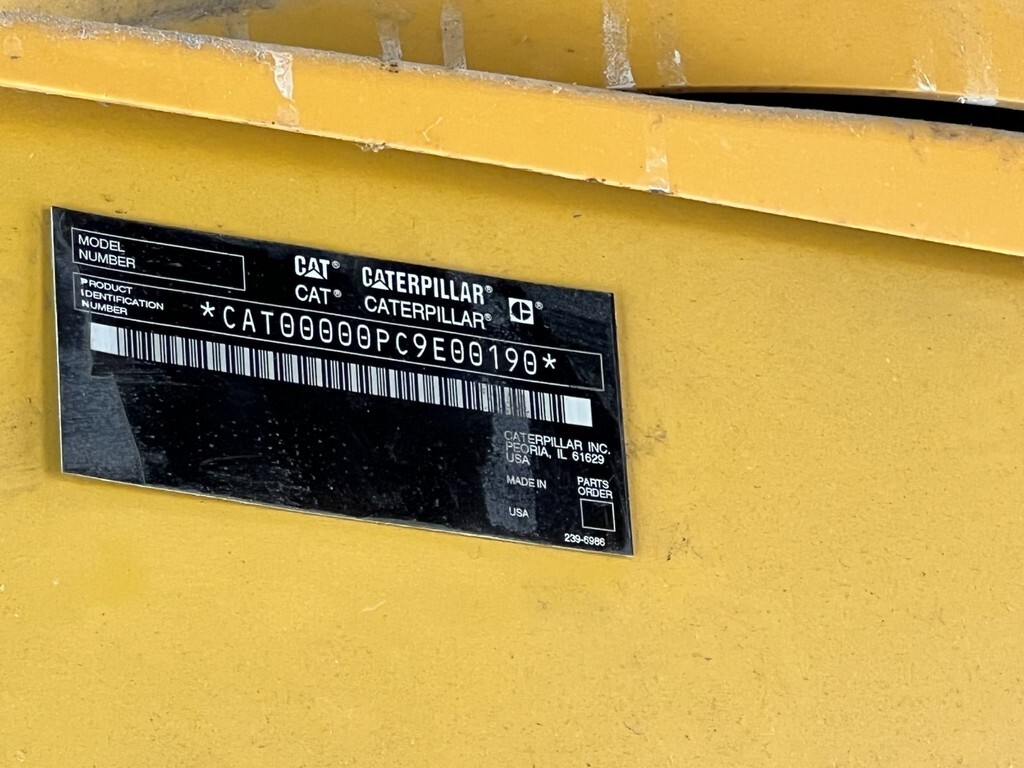 MODEL
NUMBER
CAT® CATERPILLAR®
CAT® CATERPILLAR®
PRODUCT
IDENTIFICATION
NUMBER
*CAT00000PC9E00190*
CATERPILLAR INC.
PEORIA, IL 61629
USA
MADE IN
USA
PARTS
ORDER
239-6986